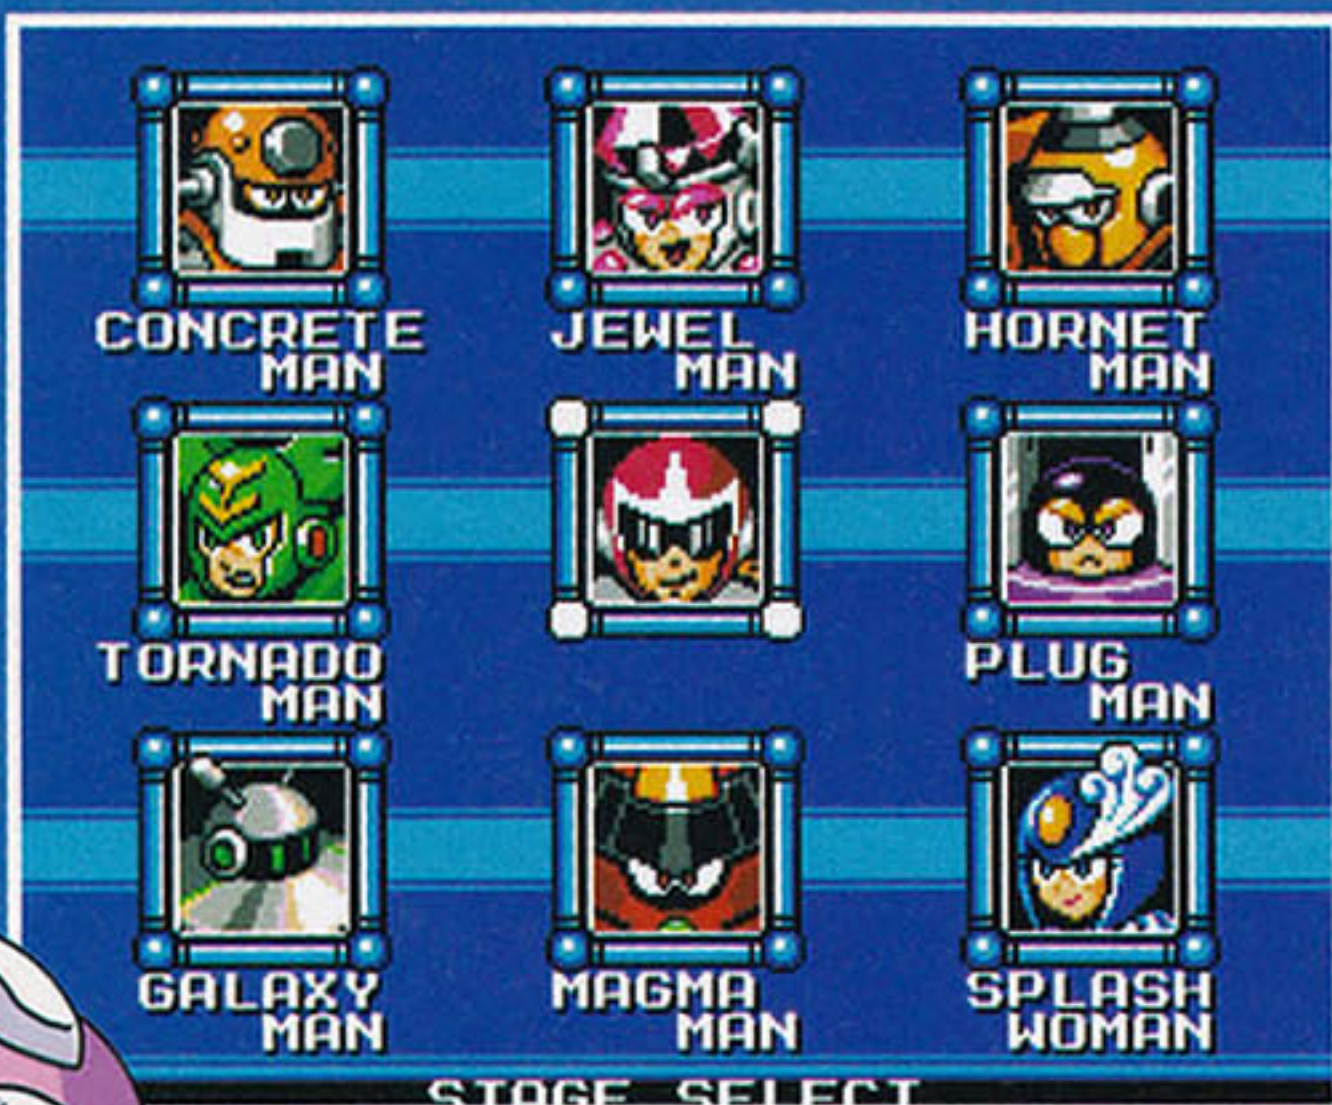 CONCRETE
MAN
JEWEL
MAN
HORNET
MAN
TORNADO
MAN
PLUG
MAN
GALAXY
MAN
MAGMA
MAN
SPLASH
WOMAN
STAGE SELECT